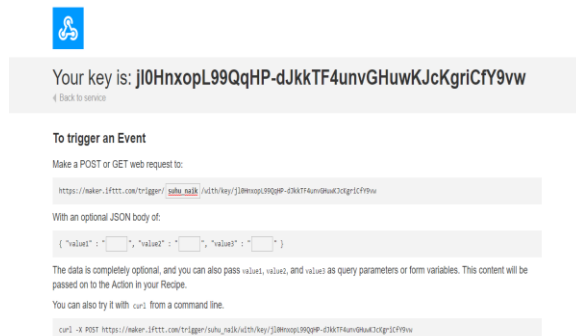 Your key is: jl0HnxopL99QqHP-dJkkTF4unvGHuwKJcKgriCfY9vw
Back to service
To trigger an Event
Make a POST or GET web request to:
https://maker.ifttt.com/trigger/ suhu_naik /with/key/jl0HnxopL99QqHP-dJkkTF4unvGHuwKJcKgriCfY9vw
With an optional JSON body of:
{ "value1" : " ", "value2" : " ", "value3" : " " }
The data is completely optional, and you can also pass value1, value2, and value3 as query parameters or form variables. This content will be
passed on to the Action in your Recipe.
You can also try it with curl from a command line.
curl -X POST https://maker.ifttt.com/trigger/suhu_naik/with/key/jl0HnxopL99QqHP-dJkkTF4unvGHuwKJcKgriCfY9vw